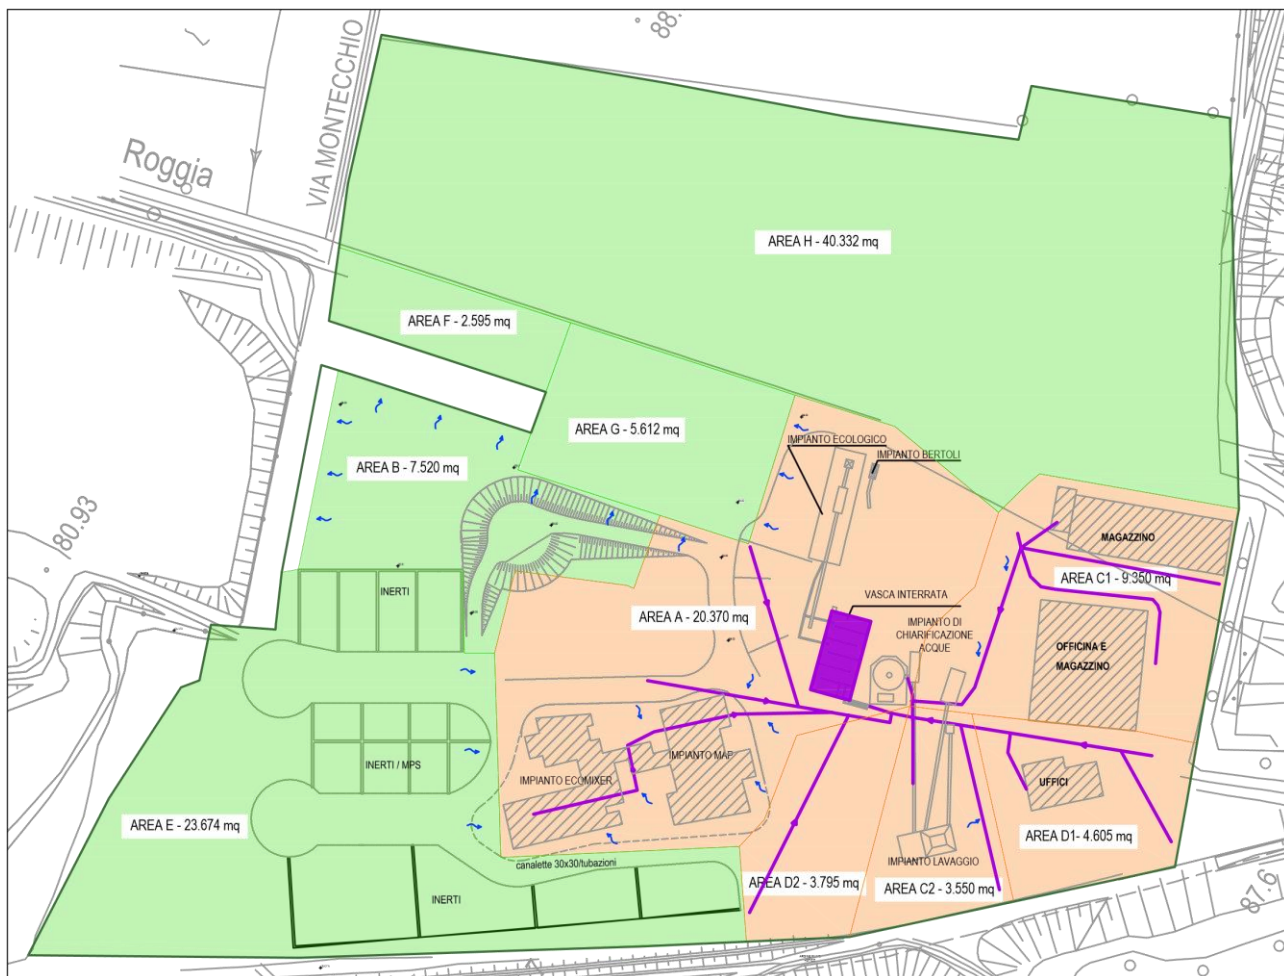 88.
VIA MONTECCHIO
Roggia
AREA H - 40.332 mq
AREA F - 2.595 mq
AREA G - 5.612 mq
IMPIANTO ECOLOGICO
IMPIANTO BERTOLI
AREA B - 7.520 mq
80.93
MAGAZZINO
AREA C1 - 9.350 mq
INERTI
VASCA INTERRATA
AREA A - 20.370 mq
IMPIANTO DI
CHIARIFICAZIONE
ACQUE
OFFICINA E
MAGAZZINO
IMPIANTO MAP
INERTI / MPS
IMPIANTO ECOMIXER
UFFICI
AREA E - 23.674 mq
AREA D1- 4.605 mq
canalette 30x30/tubazioni
IMPIANTO LAVAGGIO
AREA D2 - 3.795 mq
AREA C2 - 3.550 mq
INERTI
87.6